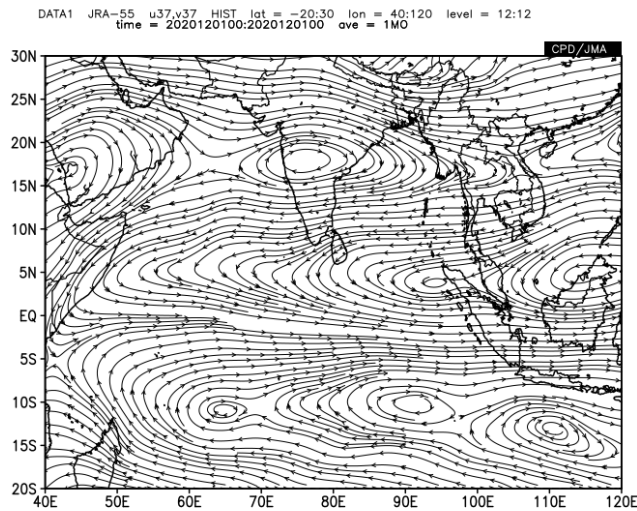 DATA1 JRA-55 u37,v37 HIST lat = -20:30 lon = 40:120 level = 12:12
time = 2020120100:2020120100 ave = 1MO
CPD/JMA
30N
25N
20N
15N
10N
5N
EQ
5S
10S
15S
20S
40E 50E 60E 70E 80E 90E 100E 110E 120E